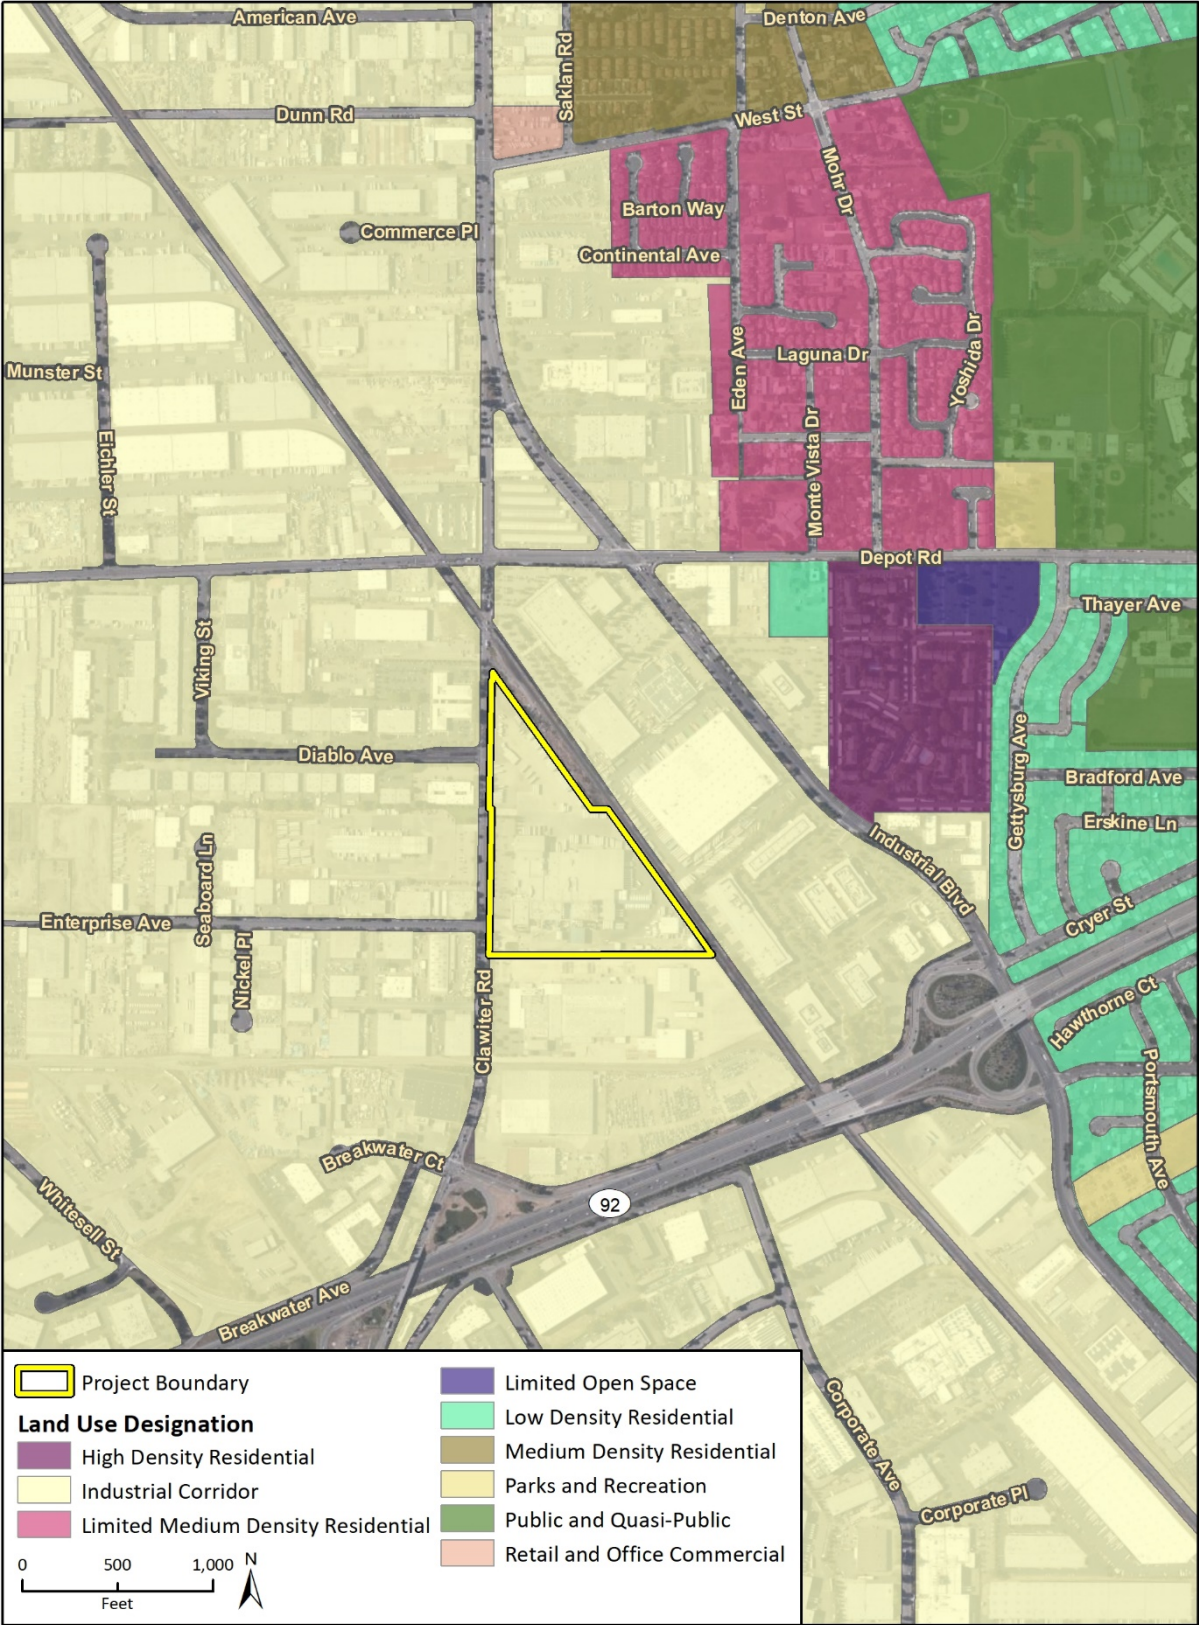 American Ave
Denton Ave
Saklan Rd
Dunn Rd
West St
Mohr Dr
Barton Way
Commerce Pl
Continental Ave
Eden Ave
Laguna Dr
Yoshida Dr
Munster St
Eichler St
Monte Vista Dr
Depot Rd
Thayer Ave
Viking St
Diablo Ave
Gettysburg Ave
Bradford Ave
Erskine Ln
Industrial Blvd
Seaboard Ln
Enterprise Ave
Cryer St
Nickel Pl
Clawiter Rd
Hawthorne Ct
Portsmouth Ave
Breakwater Ct
Whitesell St
92
Breakwater Ave
Corporate Ave
Corporate Pl
Project Boundary
Land Use Designation
High Density Residential
Industrial Corridor
Limited Medium Density Residential
Limited Open Space
Low Density Residential
Medium Density Residential
Parks and Recreation
Public and Quasi-Public
Retail and Office Commercial
0 500 1,000 N
Feet